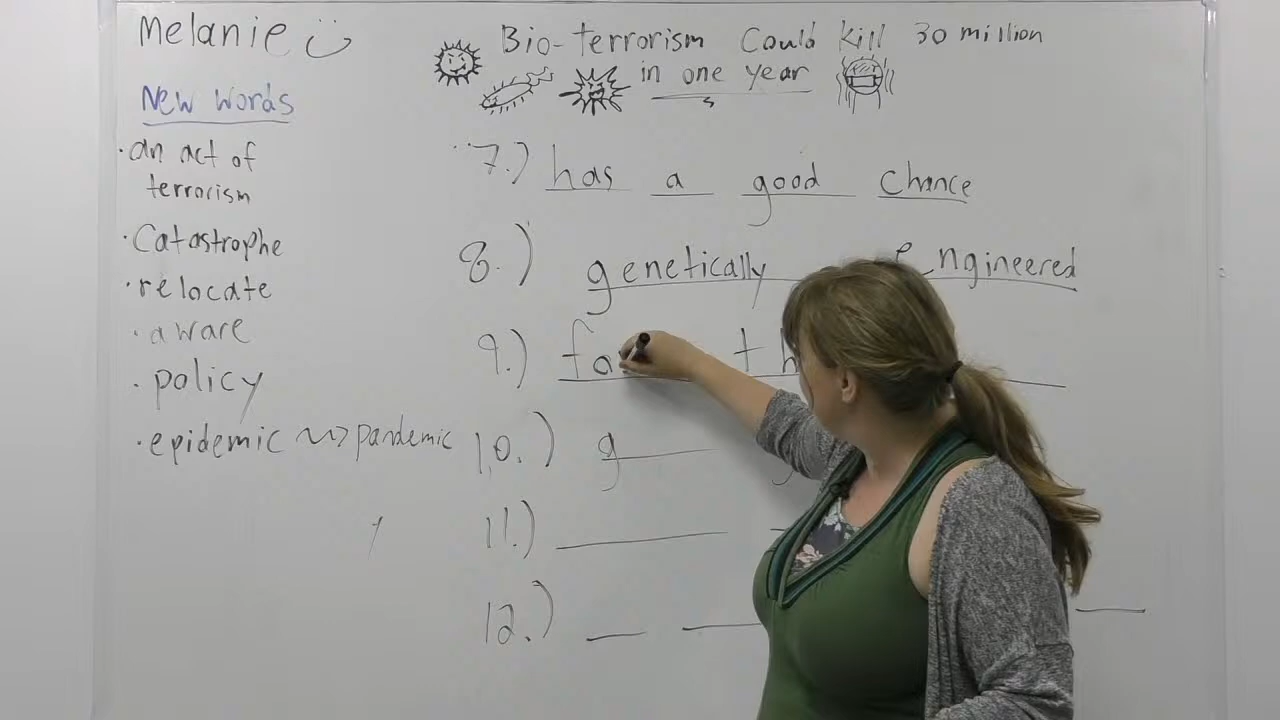 Melanie
Bio-terrorism Could kill 30 million
in one year
New words
· an act of
terrorism
· Catastrophe
· relocate
· aware
· policy
· epidemic ~> pandemic
7.) has a good chance
8.) genetically engineered
9.) th
10.) g
11.)
12.)